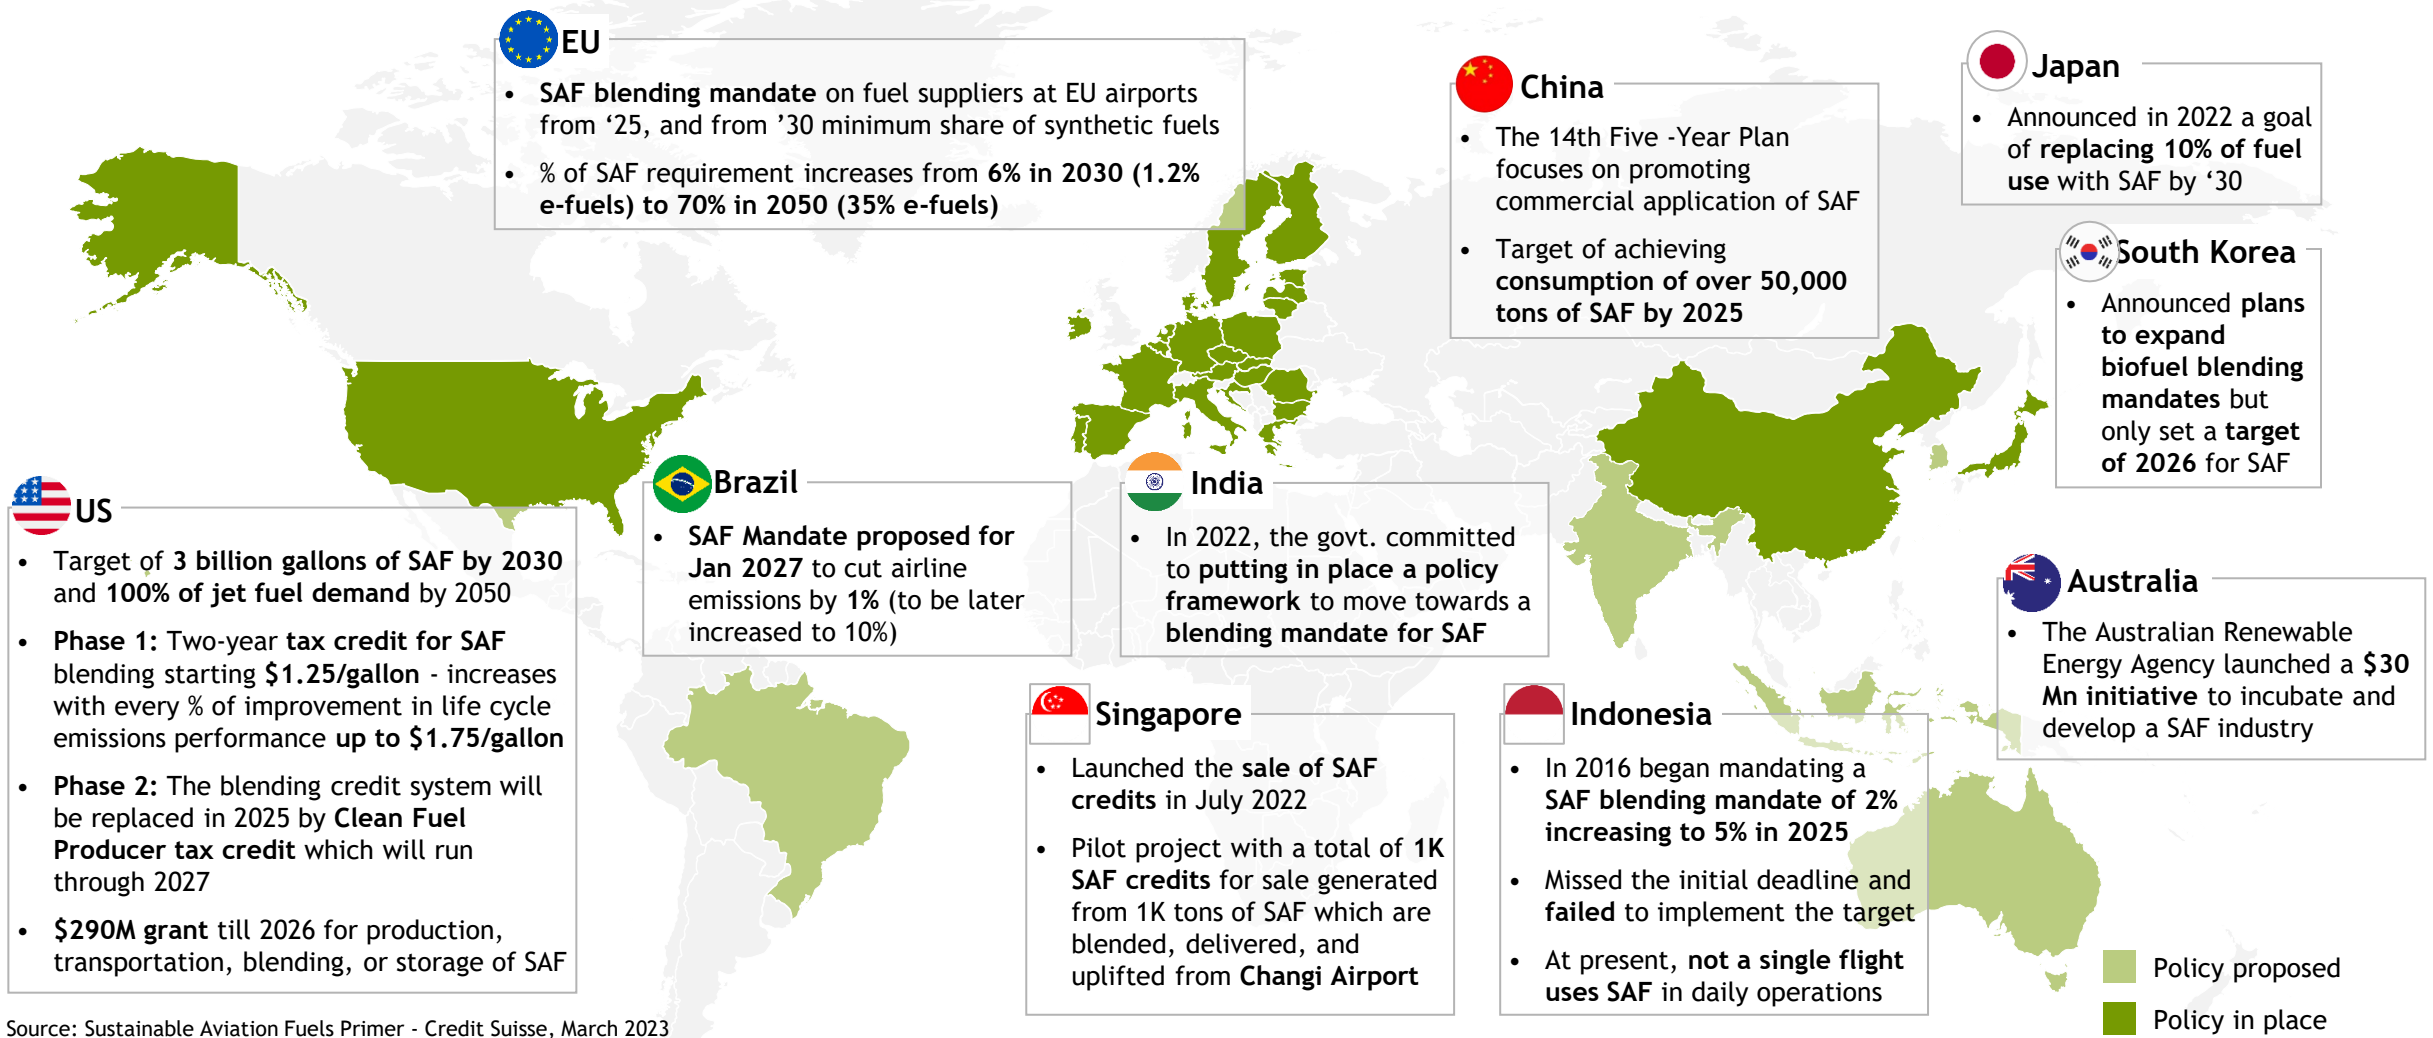 EU
• SAF blending mandate on fuel suppliers at EU airports
from ‘25, and from ’30 minimum share of synthetic fuels
• % of SAF requirement increases from 6% in 2030 (1.2%
e-fuels) to 70% in 2050 (35% e-fuels)
China
• The 14th Five -Year Plan
focuses on promoting
commercial application of SAF
• Target of achieving
consumption of over 50,000
tons of SAF by 2025
Japan
• Announced in 2022 a goal
of replacing 10% of fuel
use with SAF by ‘30
South Korea
• Announced plans
to expand
biofuel blending
mandates but
only set a target
of 2026 for SAF
US
• Target of 3 billion gallons of SAF by 2030
and 100% of jet fuel demand by 2050
• Phase 1: Two-year tax credit for SAF
blending starting $1.25/gallon - increases
with every % of improvement in life cycle
emissions performance up to $1.75/gallon
• Phase 2: The blending credit system will
be replaced in 2025 by Clean Fuel
Producer tax credit which will run
through 2027
• $290M grant till 2026 for production,
transportation, blending, or storage of SAF
Brazil
• SAF Mandate proposed for
Jan 2027 to cut airline
emissions by 1% (to be later
increased to 10%)
India
• In 2022, the govt. committed
to putting in place a policy
framework to move towards a
blending mandate for SAF
Singapore
• Launched the sale of SAF
credits in July 2022
• Pilot project with a total of 1K
SAF credits for sale generated
from 1K tons of SAF which are
blended, delivered, and
uplifted from Changi Airport
Indonesia
• In 2016 began mandating a
SAF blending mandate of 2%
increasing to 5% in 2025
• Missed the initial deadline and
failed to implement the target
• At present, not a single flight
uses SAF in daily operations
Australia
• The Australian Renewable
Energy Agency launched a $30
Mn initiative to incubate and
develop a SAF industry
Policy proposed
Policy in place
Source: Sustainable Aviation Fuels Primer - Credit Suisse, March 2023